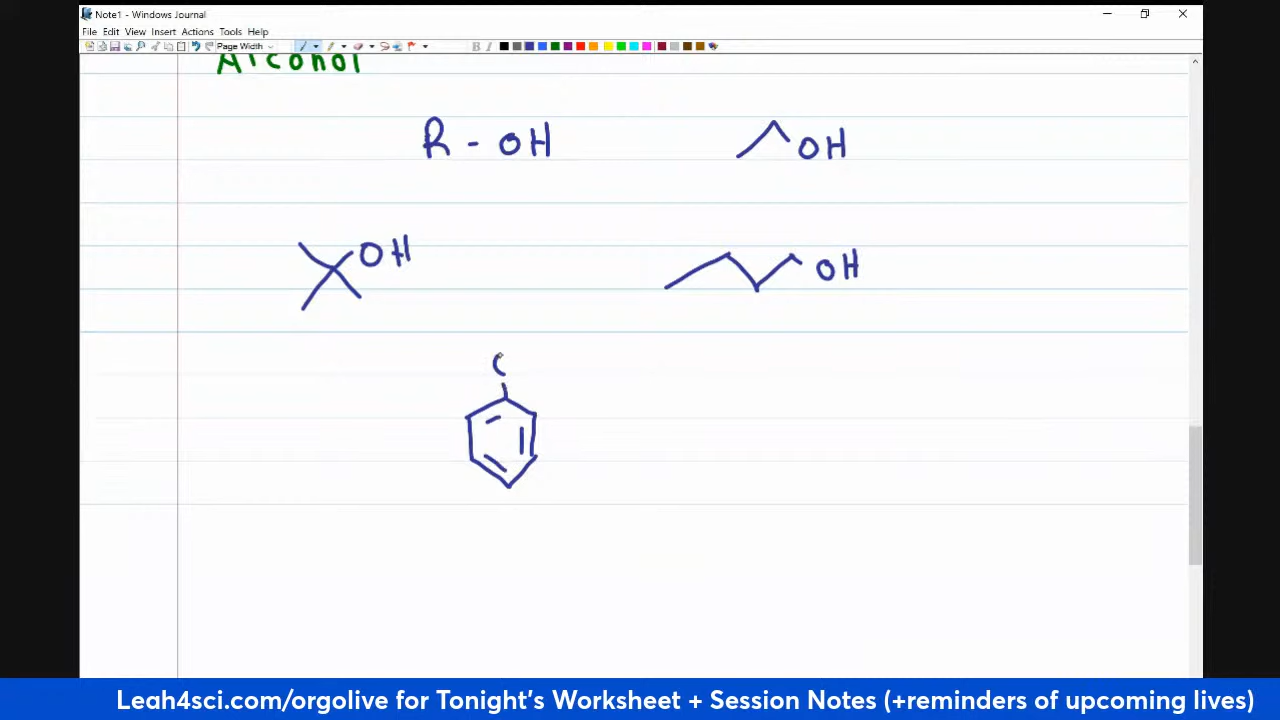 Note1 - Windows Journal
File Edit View Insert Actions Tools Help
Page Width B I
Alcohol
R - OH
OH
OH
OH
Leah4sci.com/orgolive for Tonight's Worksheet + Session Notes (+reminders of upcoming lives)